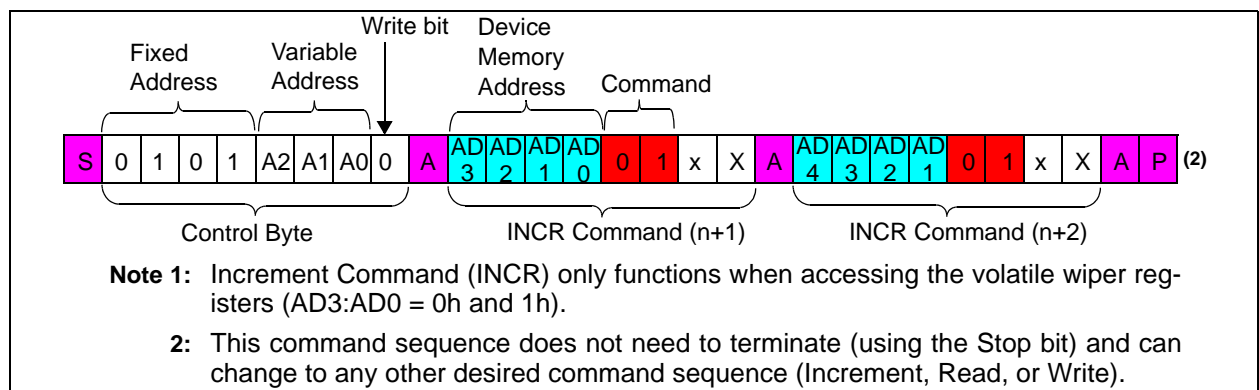 Write bit
Fixed Address
Variable Address
Device Memory Address
Command
S 0 1 0 1 A2 A1 A0 0 A AD3 AD2 AD1 AD0 0 1 x X A AD4 AD3 AD2 AD1 0 1 x X A P (2)
Control Byte
INCR Command (n+1)
INCR Command (n+2)
Note 1: Increment Command (INCR) only functions when accessing the volatile wiper reg-
isters (AD3:AD0 = 0h and 1h).
2: This command sequence does not need to terminate (using the Stop bit) and can
change to any other desired command sequence (Increment, Read, or Write).